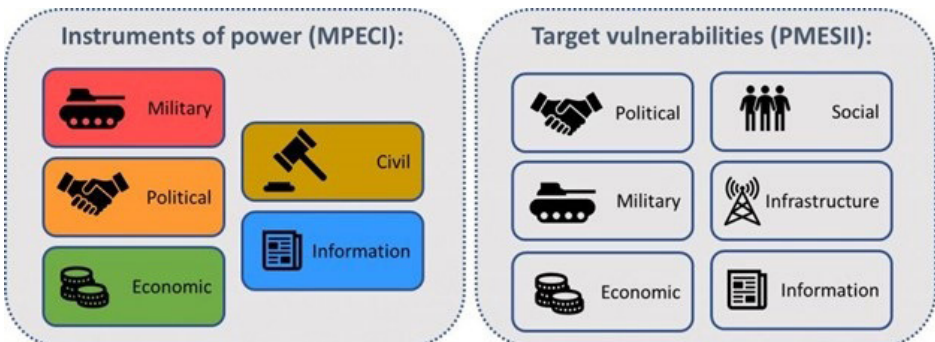 Instruments of power (MPECI):
Military
Political
Economic
Civil
Information
Target vulnerabilities (PMESII):
Political
Military
Economic
Social
Infrastructure
Information